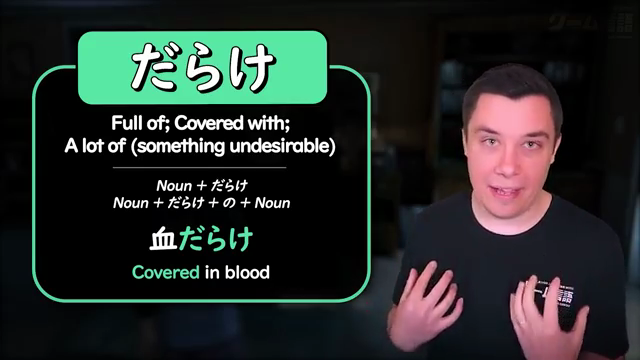 だらけ
Full of; Covered with;
A lot of (something undesirable)
Noun + だらけ
Noun + だらけ + の + Noun
血だらけ
Covered in blood